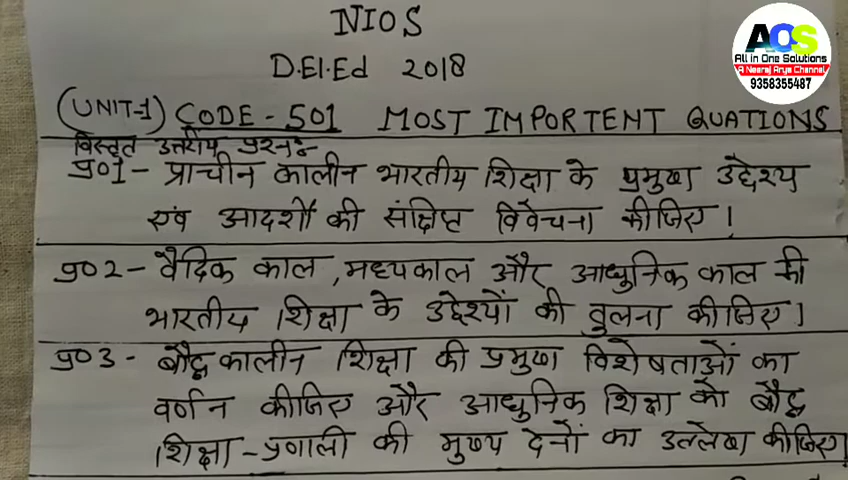 NIOS
D.El.Ed 2018
AOS
All in One Solutions
A Neeraj Arya Channel
9358355487
(UNIT-1) CODE - 501 MOST IMPORTENT QUATIONS
विस्तृत उत्तरीय प्रश्न :-
प्र01- प्राचीन कालीन भारतीय शिक्षा के प्रमुख उद्देश्य
एवं आदर्शों की संक्षिप्त विवेचना कीजिए।
प्र02- वैदिक काल, मध्यकाल और आधुनिक काल की
भारतीय शिक्षा के उद्देश्यों की तुलना कीजिए।
प्र03- बौद्ध कालीन शिक्षा की प्रमुख विशेषताओं का
वर्णन कीजिए और आधुनिक शिक्षा को बौद्ध
शिक्षा-प्रणाली की मुख्य देनों का उल्लेख कीजिए।